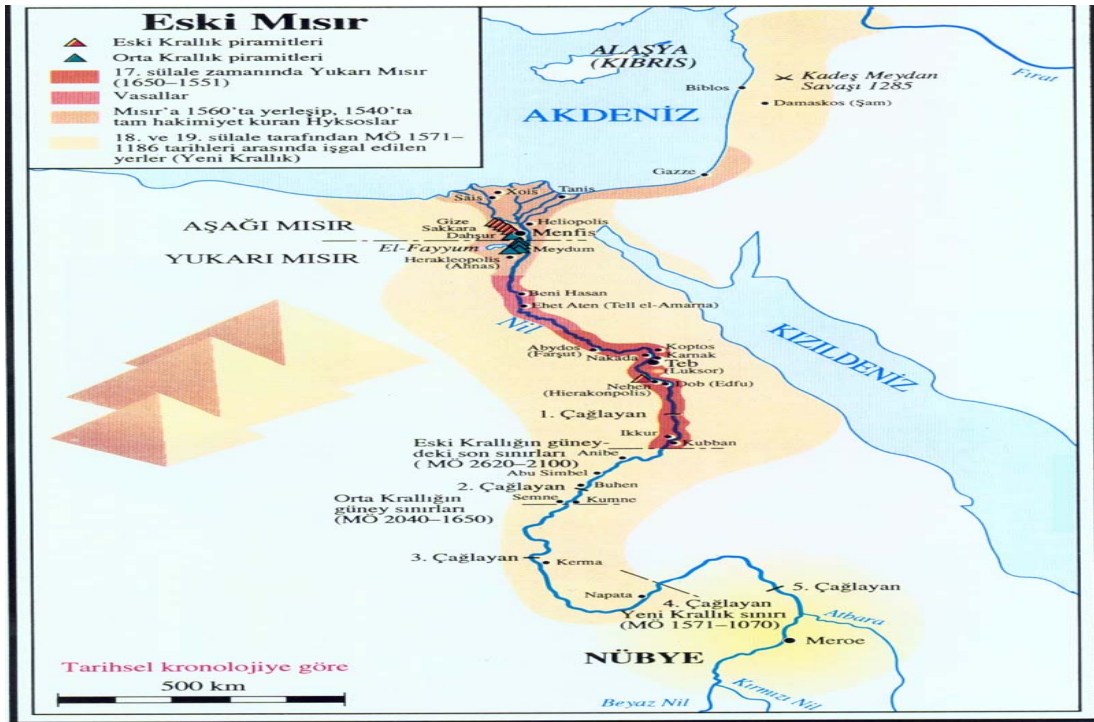 Eski Mısır
Eski Krallık piramitleri
Orta Krallık piramitleri
17. sülale zamanında Yukarı Mısır
(1650–1551)
Vasallar
Mısır'a 1560'ta yerleşip, 1540'ta
tam hakimiyet kuran Hyksoslar
18. ve 19. sülale tarafından MÖ 1571–
1186 tarihleri arasında işgal edilen
yerler (Yeni Krallık)
ALAŞYA
(KIBRIS)
Fırat
Kadeş Meydan
Savaşı 1285
Biblos
Damaskos (Şam)
AKDENİZ
Gazze
Xois
Tanis
Sais
AŞAĞI MISIR
Gize
Heliopolis
Sakkara
Menfis
Dahşur
El-Fayyum
Meydum
YUKARI MISIR
Herakleopolis
(Ahnas)
Beni Hasan
Ehet Aten (Tell el-Amarna)
Nil
KIZILDENİZ
Abydos
(Farşut)
Koptos
Nakada
Karnak
Teb
(Luksor)
Nehen
(Hierakonpolis)
Dob (Edfu)
1. Çağlayan
Ikkur
Kubban
Eski Krallığın güney-
deki son sınırları
( MÖ 2620–2100)
Anibe
Abu Simbel
2. Çağlayan
Buhen
Semne
Kumne
Orta Krallığın
güney sınırları
(MÖ 2040–1650)
3. Çağlayan
Kerma
Napata
4. Çağlayan
Yeni Krallık sınırı
(MÖ 1571–1070)
5. Çağlayan
Atbara
Meroe
NÜBYE
Tarihsel kronolojiye göre
500 km
Beyaz Nil
Kırmızı Nil